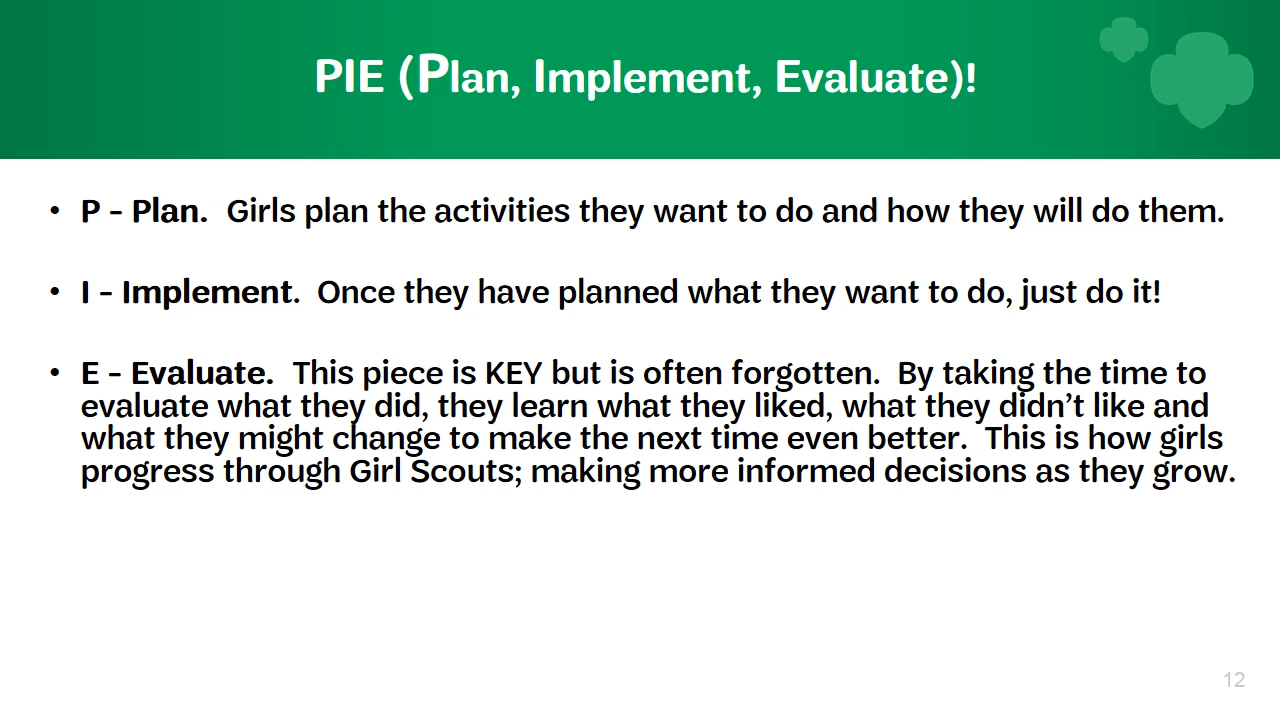 PIE (Plan, Implement, Evaluate)!
• P – Plan.  Girls plan the activities they want to do and how they will do them.
• I – Implement.  Once they have planned what they want to do, just do it!
• E – Evaluate.  This piece is KEY but is often forgotten.  By taking the time to
evaluate what they did, they learn what they liked, what they didn’t like and
what they might change to make the next time even better.  This is how girls
progress through Girl Scouts; making more informed decisions as they grow.
12